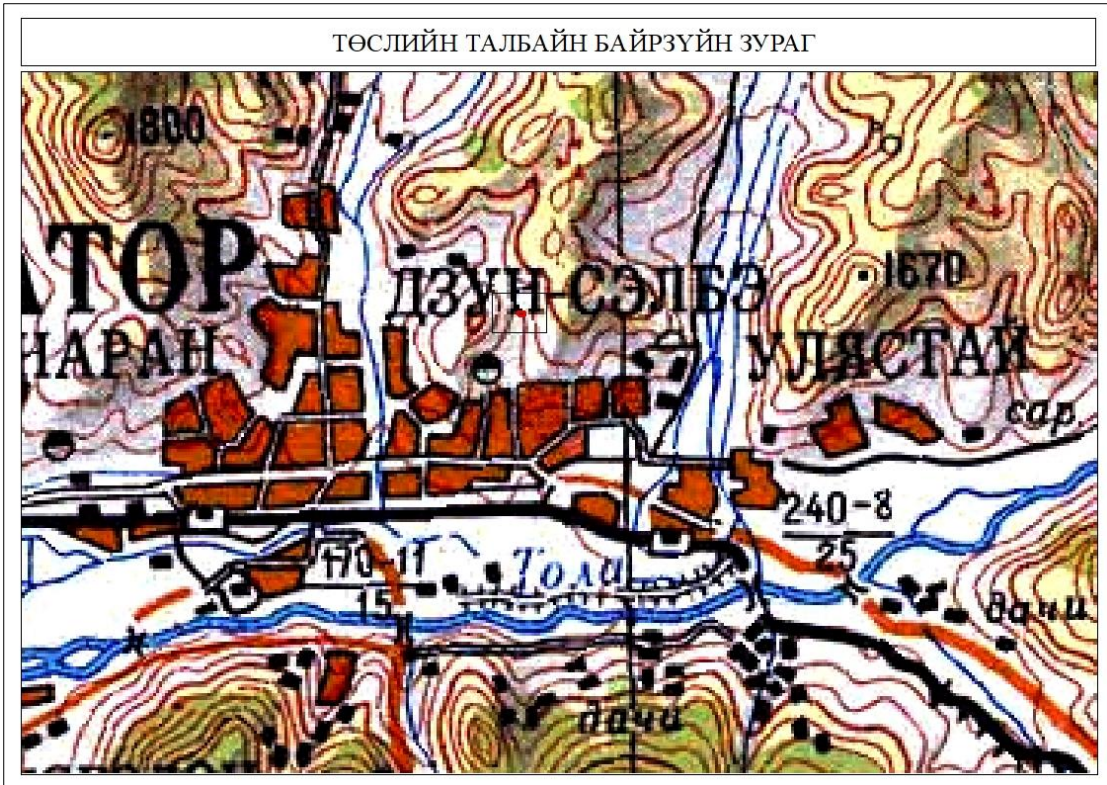 ТӨСЛИЙН ТАЛБАЙН БАЙРЗҮЙН ЗУРАГ
1800
АТОР
ДЗУН-СЭЛБЭ
1670
НАРАН
УЛЯСТАЙ
сар.
240-8
25
170-11
15
Тола
дачи
дачи